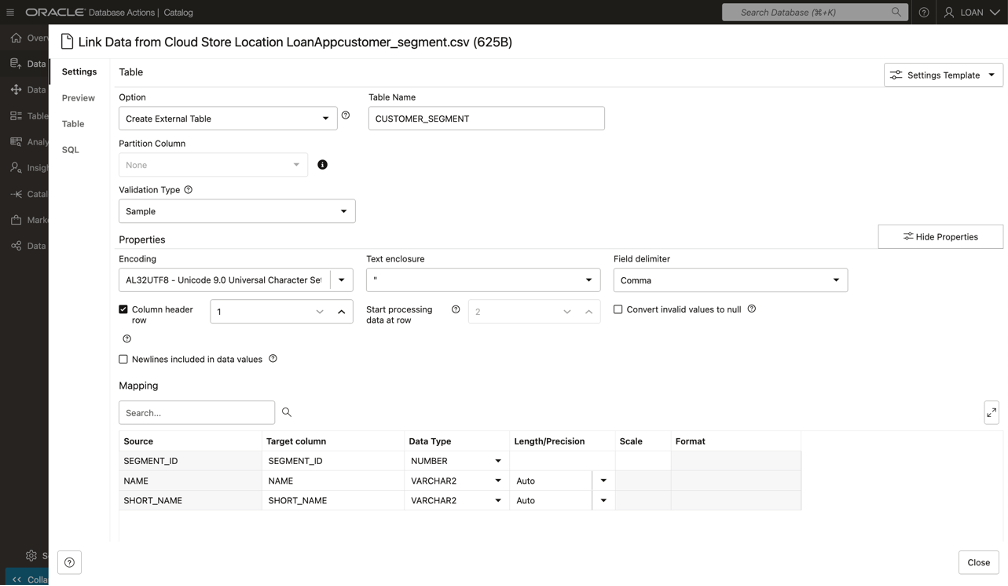 ORACLE Database Actions | Catalog
Search Database (⌘+K)
LOAN
Link Data from Cloud Store Location LoanAppcustomer_segment.csv (625B)
Settings
Preview
Table
SQL
Table
Settings Template
Option
Create External Table
Table Name
CUSTOMER_SEGMENT
Partition Column
None
Validation Type
Sample
Properties
Hide Properties
Encoding
AL32UTF8 - Unicode 9.0 Universal Character Se
Text enclosure
"
Field delimiter
Comma
Column header
row
1
Start processing
data at row
2
Convert invalid values to null
Newlines included in data values
Mapping
Search...
Source Target column Data Type Length/Precision Scale Format
SEGMENT_ID SEGMENT_ID NUMBER
NAME NAME VARCHAR2 Auto
SHORT_NAME SHORT_NAME VARCHAR2 Auto
Close
Over
Data
Data
Table
Analy
Insigh
Catal
Mark
Data
S
Colla